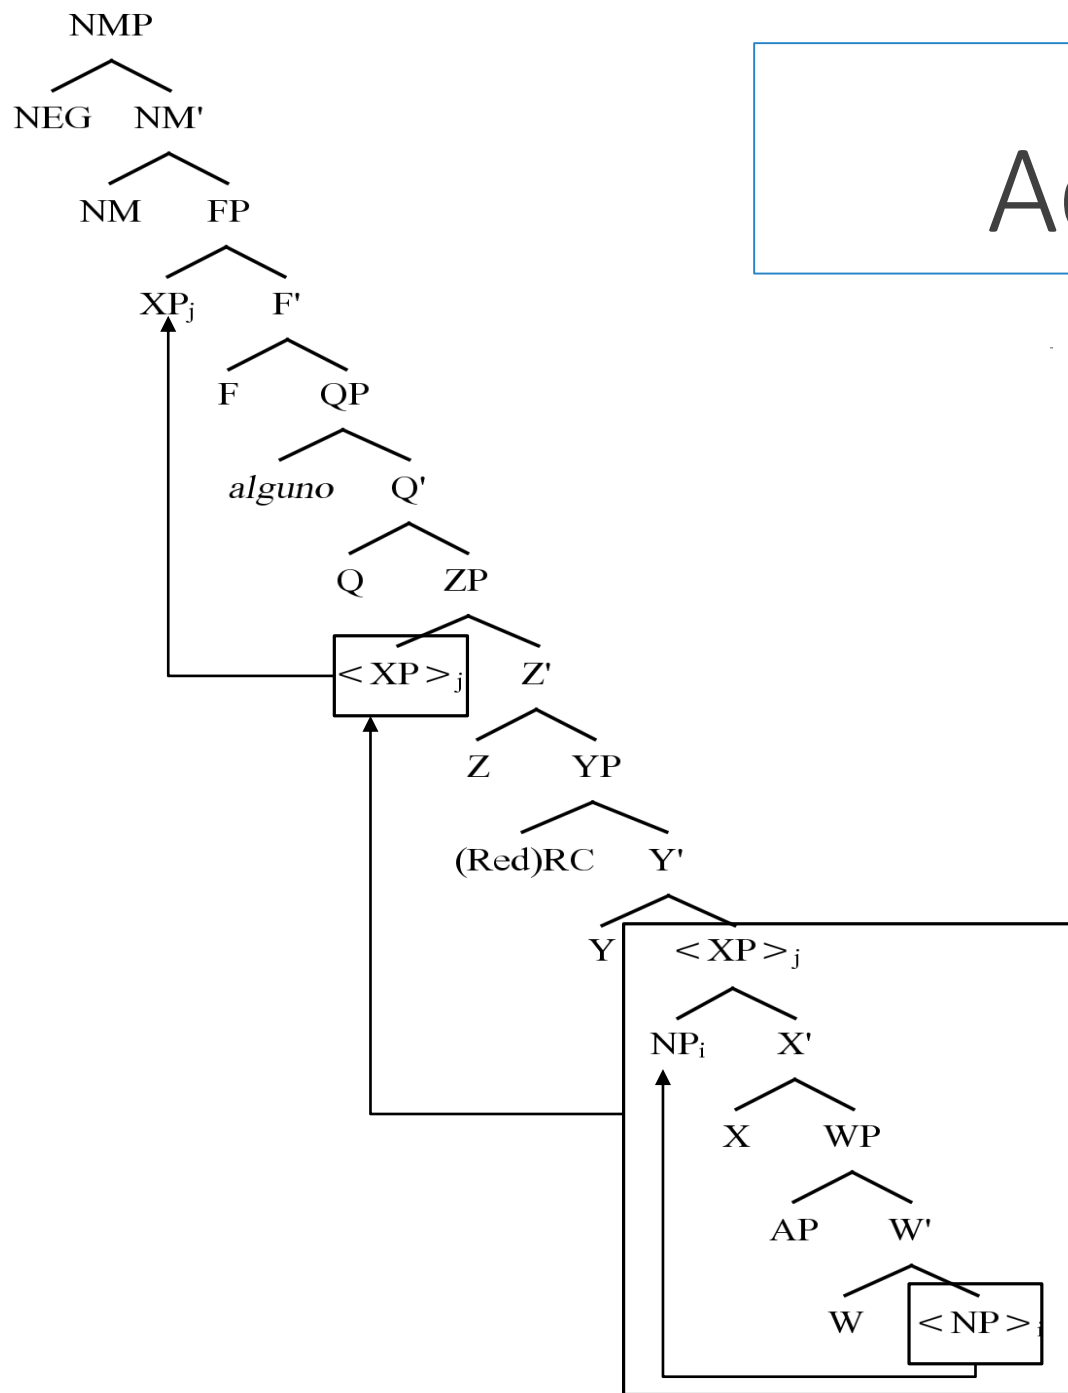 NMP
NEG NM'
NM FP
XPj F'
F QP
alguno Q'
Q ZP
<XP>j Z'
Z YP
(Red)RC Y'
Y <XP>j
NPi X'
X WP
AP W'
W <NP>i